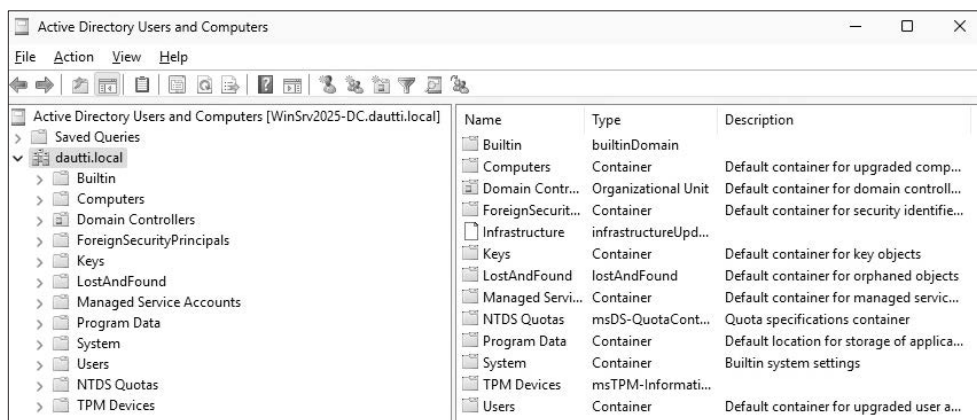 Active Directory Users and Computers
File Action View Help
Active Directory Users and Computers [WinSrv2025-DC.dautti.local]
Saved Queries
dautti.local
Builtin
Computers
Domain Controllers
ForeignSecurityPrincipals
Keys
LostAndFound
Managed Service Accounts
Program Data
System
Users
NTDS Quotas
TPM Devices
Name Type Description
Builtin builtinDomain
Computers Container Default container for upgraded comp...
Domain Contr... Organizational Unit Default container for domain controll...
ForeignSecurit... Container Default container for security identifie...
Infrastructure infrastructureUpd...
Keys Container Default container for key objects
LostAndFound lostAndFound Default container for orphaned objects
Managed Servi... Container Default container for managed servic...
NTDS Quotas msDS-QuotaCont... Quota specifications container
Program Data Container Default location for storage of applica...
System Container Builtin system settings
TPM Devices msTPM-Informati...
Users Container Default container for upgraded user a...